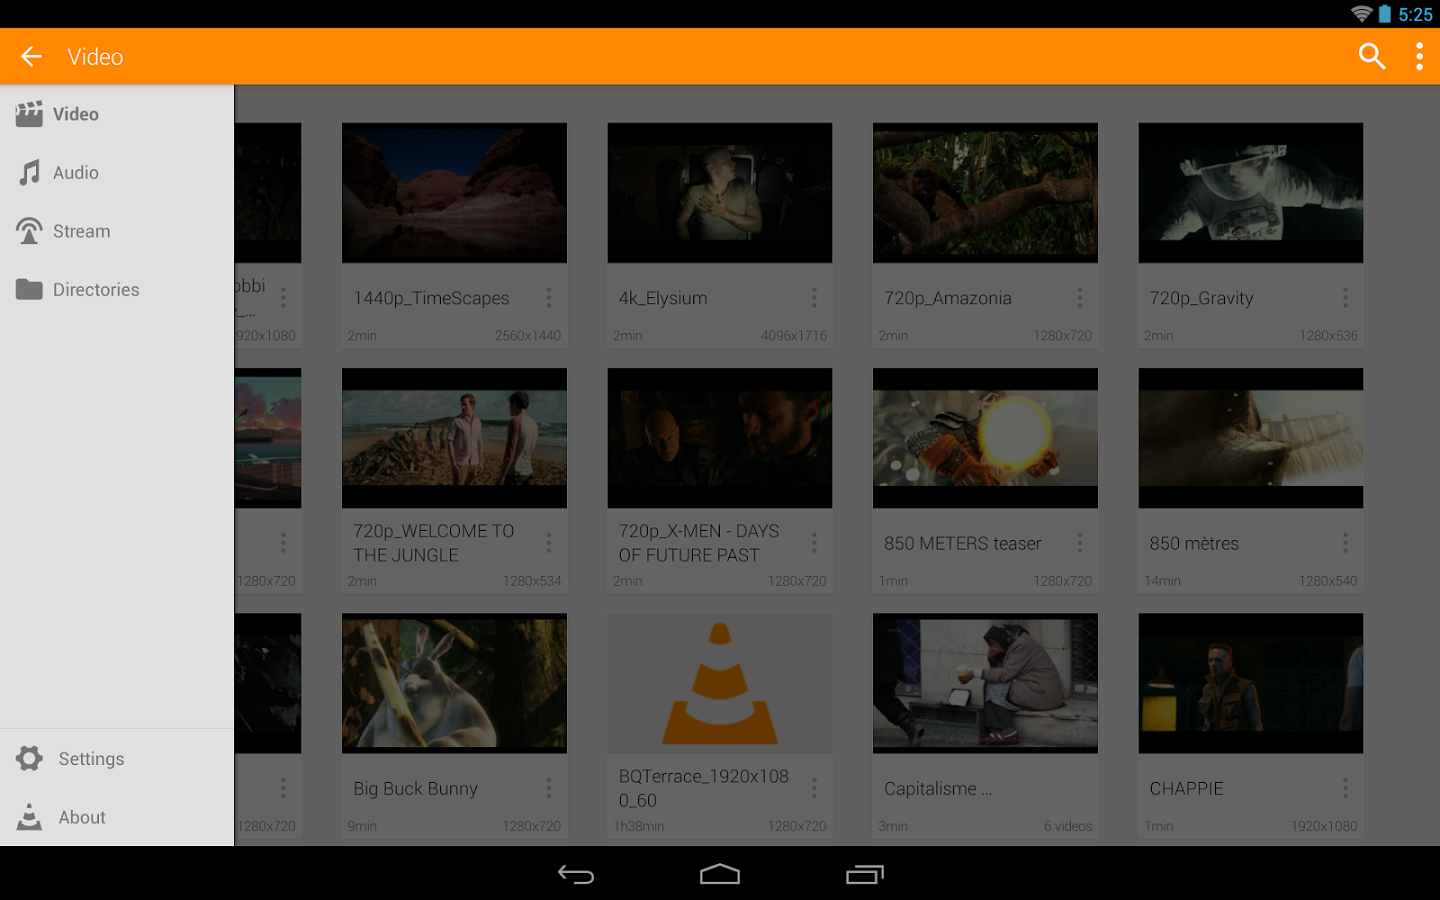 5:25
Video
Video
Audio
Stream
Directories
Settings
About
obbi
_...
920x1080
1440p_TimeScapes
2min 2560x1440
4k_Elysium
2min 4096x1716
720p_Amazonia
2min 1280x720
720p_Gravity
2min 1280x536
1280x720
720p_WELCOME TO
THE JUNGLE
2min 1280x534
720p_X-MEN - DAYS
OF FUTURE PAST
2min 1280x720
850 METERS teaser
1min 1280x720
850 mètres
14min 1280x540
1280x720
Big Buck Bunny
9min 1280x720
BQTerrace_1920x108
0_60
1h38min 1280x720
Capitalisme ...
3min 6 videos
CHAPPIE
1min 1920x1080